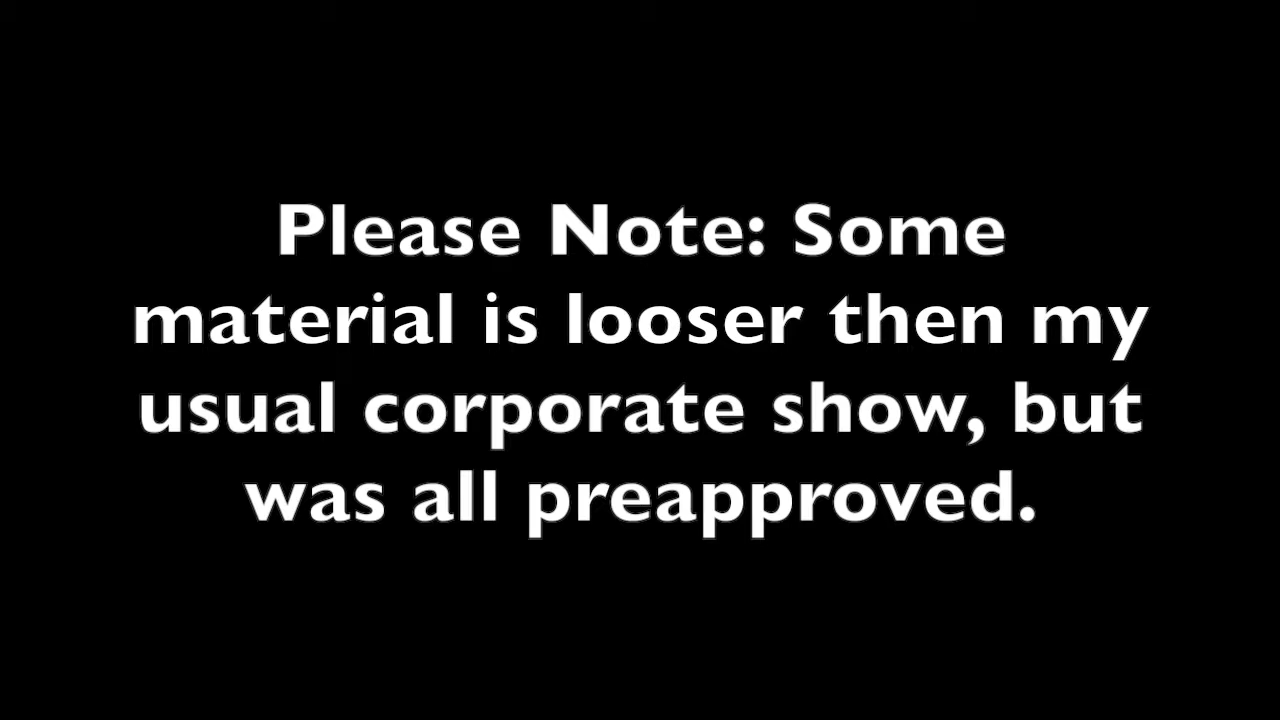 Please Note: Some
material is looser then my
usual corporate show, but
was all preapproved.